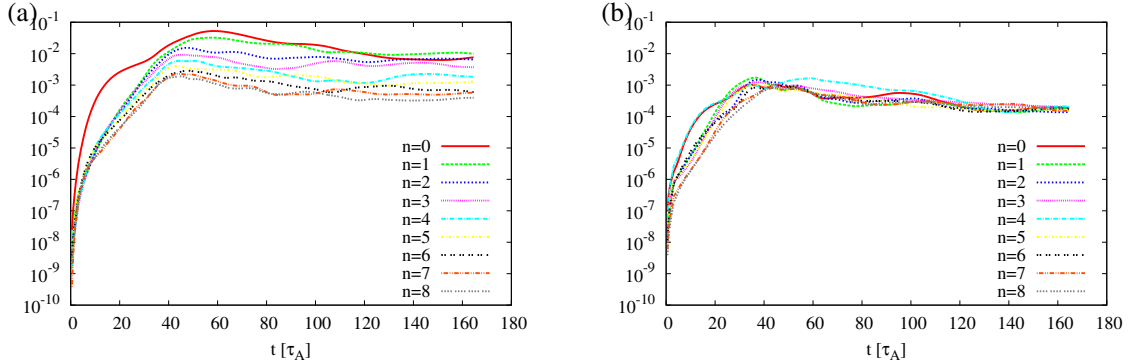 (a)
10^-1
10^-2
10^-3
10^-4
10^-5
10^-6
10^-7
10^-8
10^-9
10^-10
n=0
n=1
n=2
n=3
n=4
n=5
n=6
n=7
n=8
0 20 40 60 80 100 120 140 160 180
t [τ_A]
(b)
10^-1
10^-2
10^-3
10^-4
10^-5
10^-6
10^-7
10^-8
10^-9
10^-10
n=0
n=1
n=2
n=3
n=4
n=5
n=6
n=7
n=8
0 20 40 60 80 100 120 140 160 180
t [τ_A]